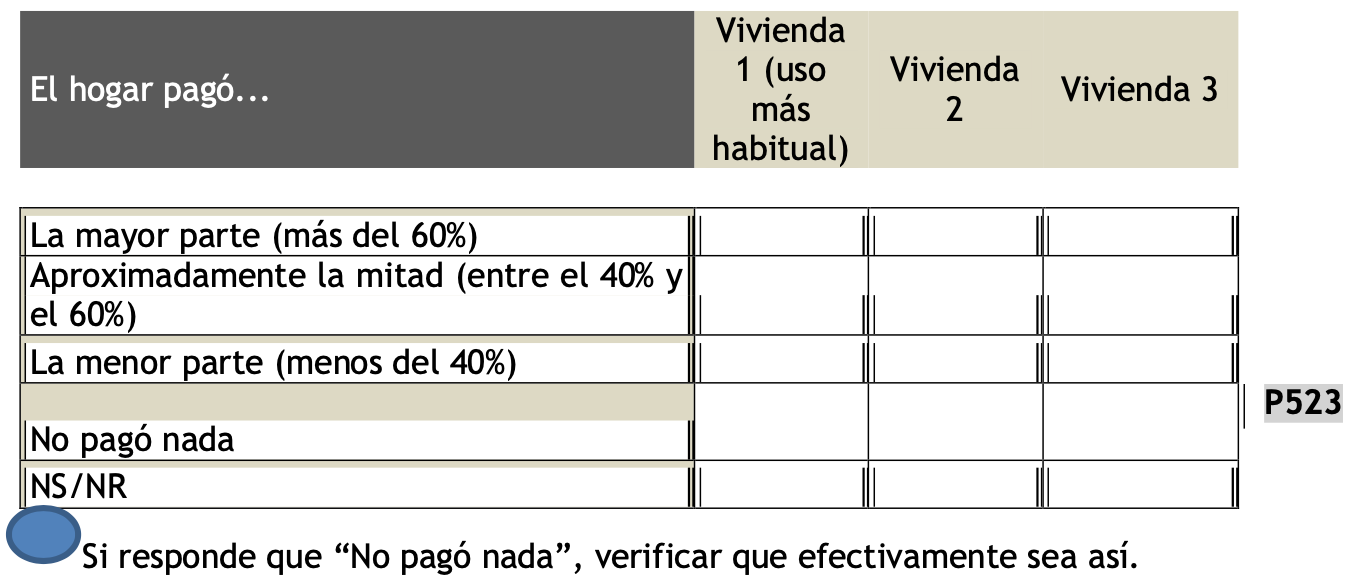 El hogar pagó...
Vivienda
1 (uso
más
habitual)
Vivienda
2
Vivienda 3
La mayor parte (más del 60%)
Aproximadamente la mitad (entre el 40% y
el 60%)
La menor parte (menos del 40%)
No pagó nada
P523
NS/NR
Si responde que “No pagó nada”, verificar que efectivamente sea así.